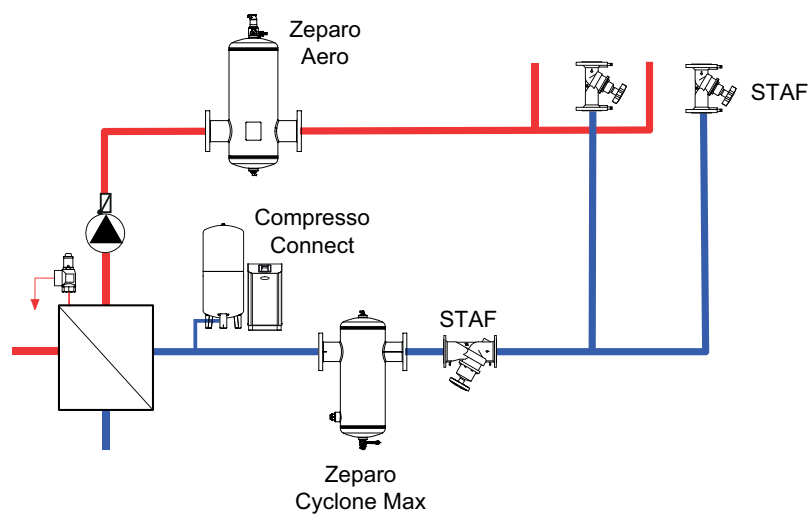 Zeparo
Aero
STAF
Compresso
Connect
STAF
Zeparo
Cyclone Max